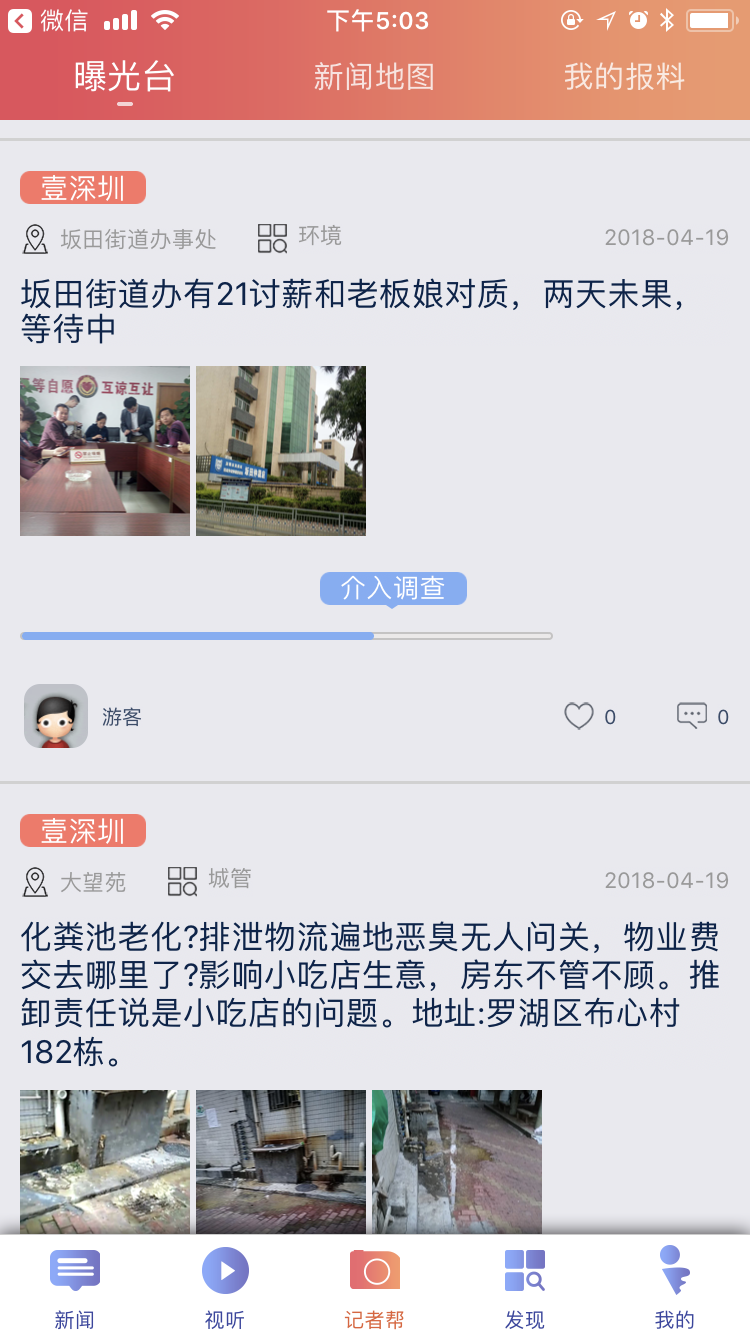 微信
下午5:03
曝光台
新闻地图
我的报料
壹深圳
坂田街道办事处
环境
2018-04-19
坂田街道办有21讨薪和老板娘对质，两天未果，
等待中
等自愿
互谅互让
介入调查
游客
0
0
壹深圳
大望苑
城管
2018-04-19
化粪池老化?排泄物流遍地恶臭无人问关，物业费
交去哪里了?影响小吃店生意，房东不管不顾。推
卸责任说是小吃店的问题。地址:罗湖区布心村
182栋。
新闻
视听
记者帮
发现
我的